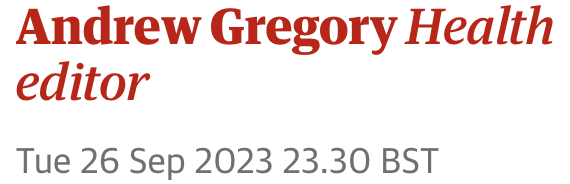 Andrew Gregory Health
editor
Tue 26 Sep 2023 23.30 BST